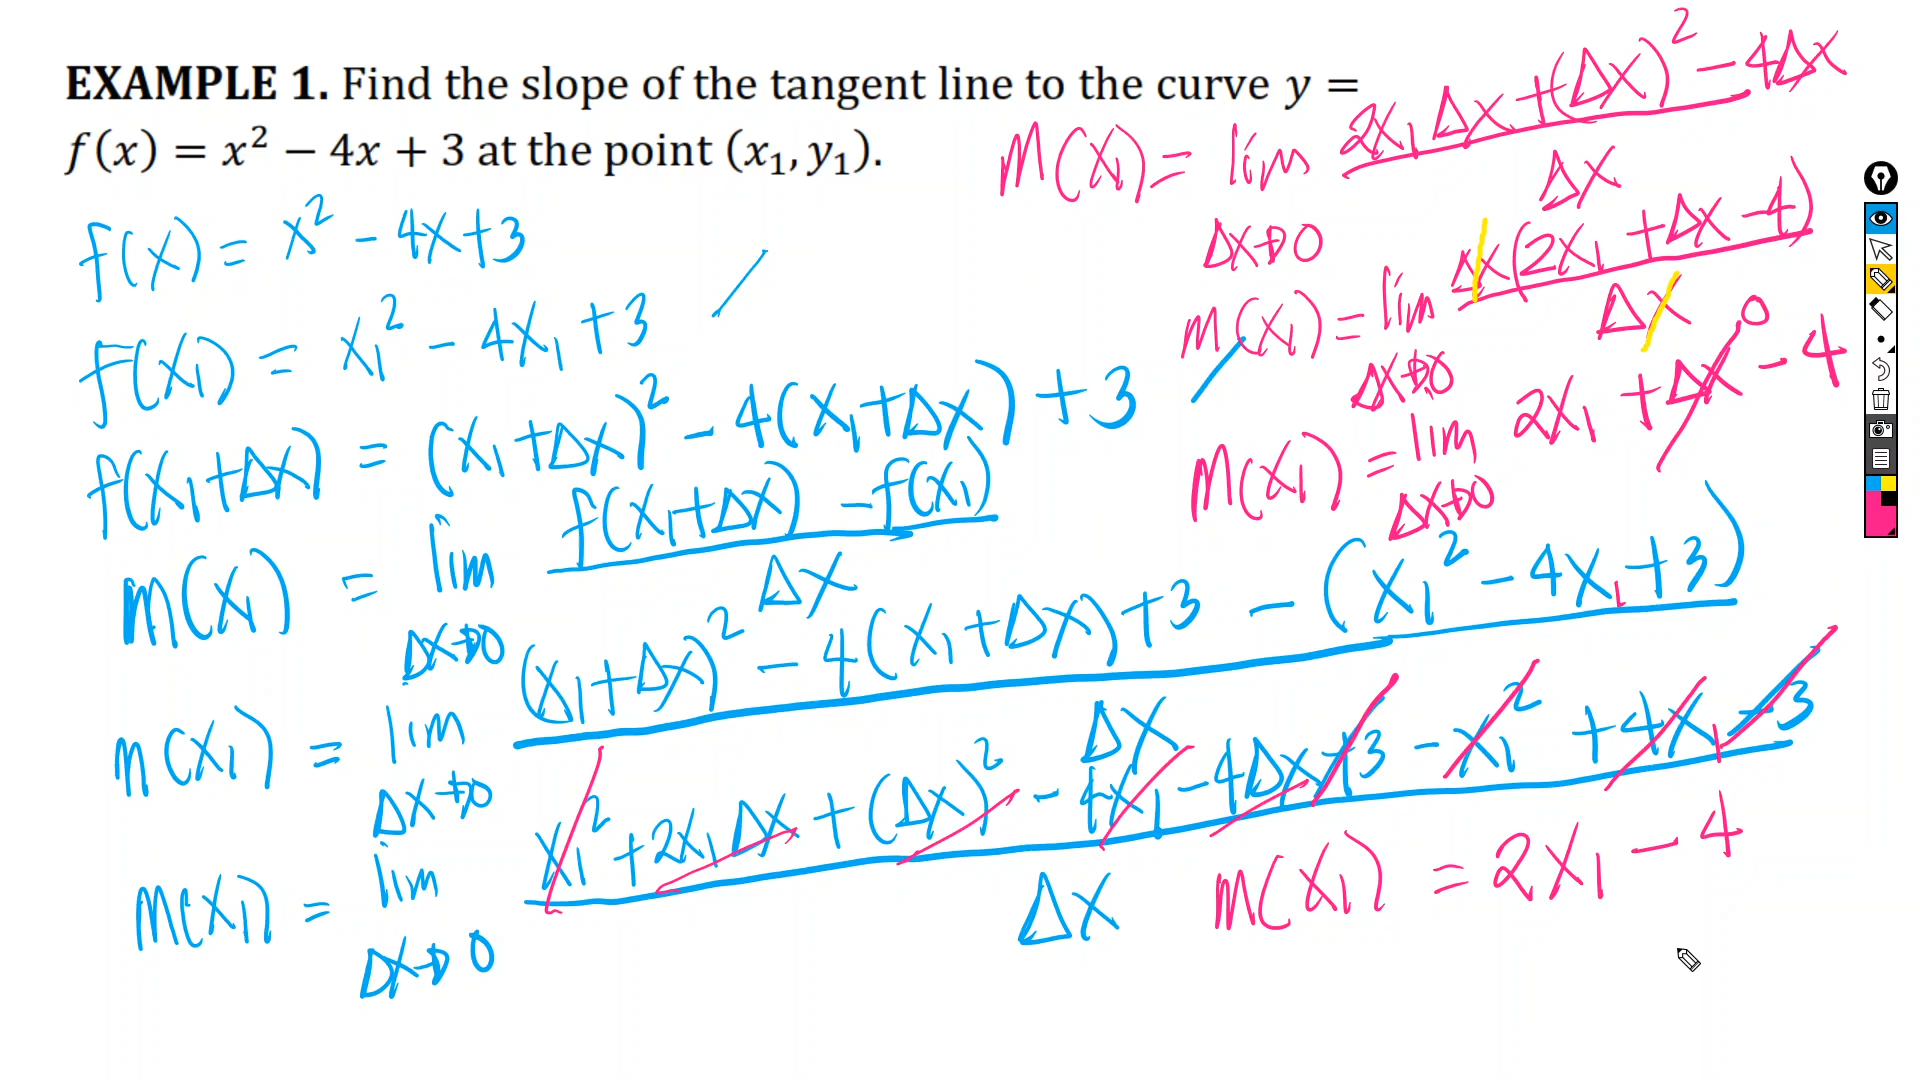 EXAMPLE 1. Find the slope of the tangent line to the curve y =
f(x) = x² − 4x + 3 at the point (x₁, y₁).
f(x) = x² - 4x+3
f(x₁) = x₁² - 4x₁ +3
f(x₁+Δx) = (x₁+Δx)² - 4(x₁+Δx) +3
m(x₁) = lim Δx→0 f(x₁+Δx) - f(x₁) / Δx
m(x₁) = lim Δx→0 (x₁+Δx)² - 4(x₁+Δx)+3 - (x₁² - 4x₁+3) / Δx
m(x₁) = lim Δx→0 x₁² +2x₁Δx + (Δx)² - 4x₁ - 4Δx+3 - x₁² +4x₁ -3 / Δx
m(x₁) = lim Δx→0 2x₁Δx+(Δx)² - 4Δx / Δx
m(x₁) = lim Δx→0 Δx(2x₁ +Δx -4) / Δx
m(x₁) = lim Δx→0 2x₁ +Δx 0 - 4
m(x₁) = 2x₁ - 4